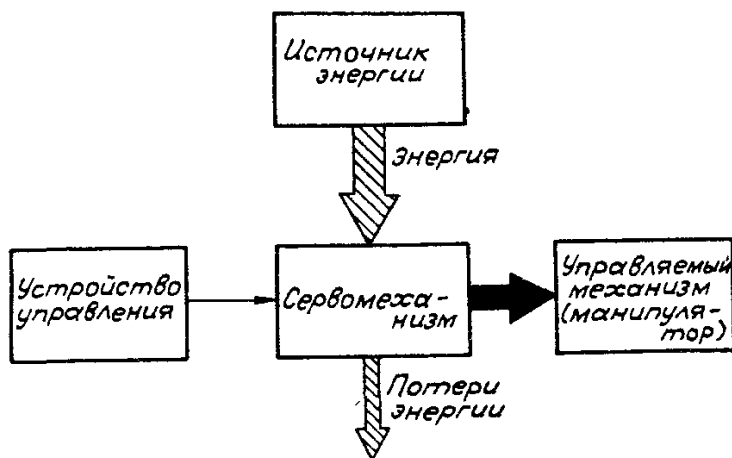 Источник
энергии
Энергия
Устройство
управления
Сервомеха-
низм
Управляемый
механизм
(манипуля-
тор)
Потери
энергии